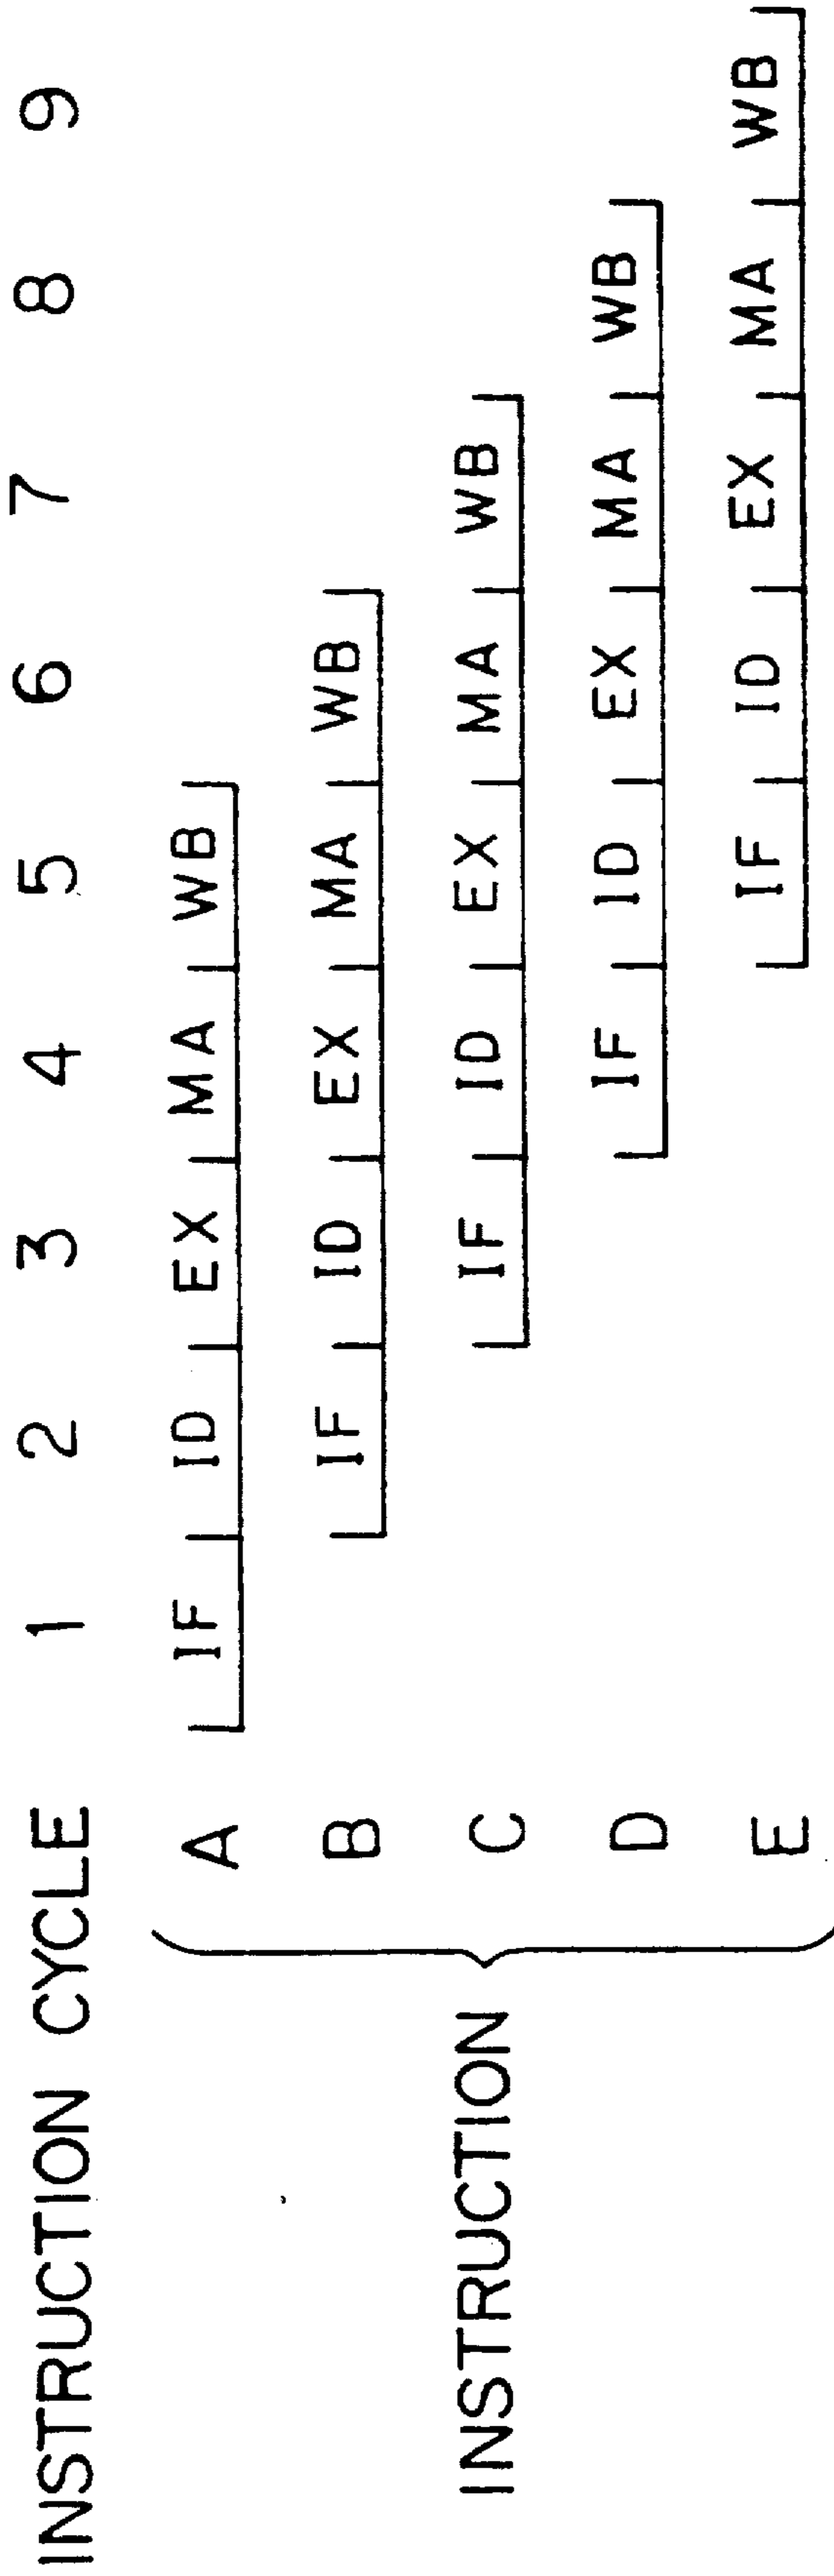 INSTRUCTION CYCLE 1 2 3 4 5 6 7 8 9
A IF ID EX MA WB
B IF ID EX MA WB
INSTRUCTION C IF ID EX MA WB
D IF ID EX MA WB
E IF ID EX MA WB